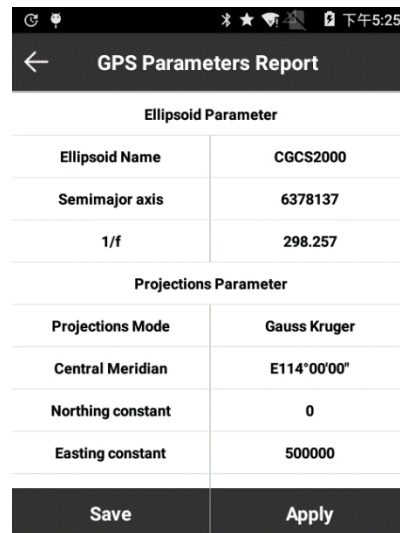 下午5:25
GPS Parameters Report
Ellipsoid Parameter
Ellipsoid Name CGCS2000
Semimajor axis 6378137
1/f 298.257
Projections Parameter
Projections Mode Gauss Kruger
Central Meridian E114°00'00"
Northing constant 0
Easting constant 500000
Save Apply